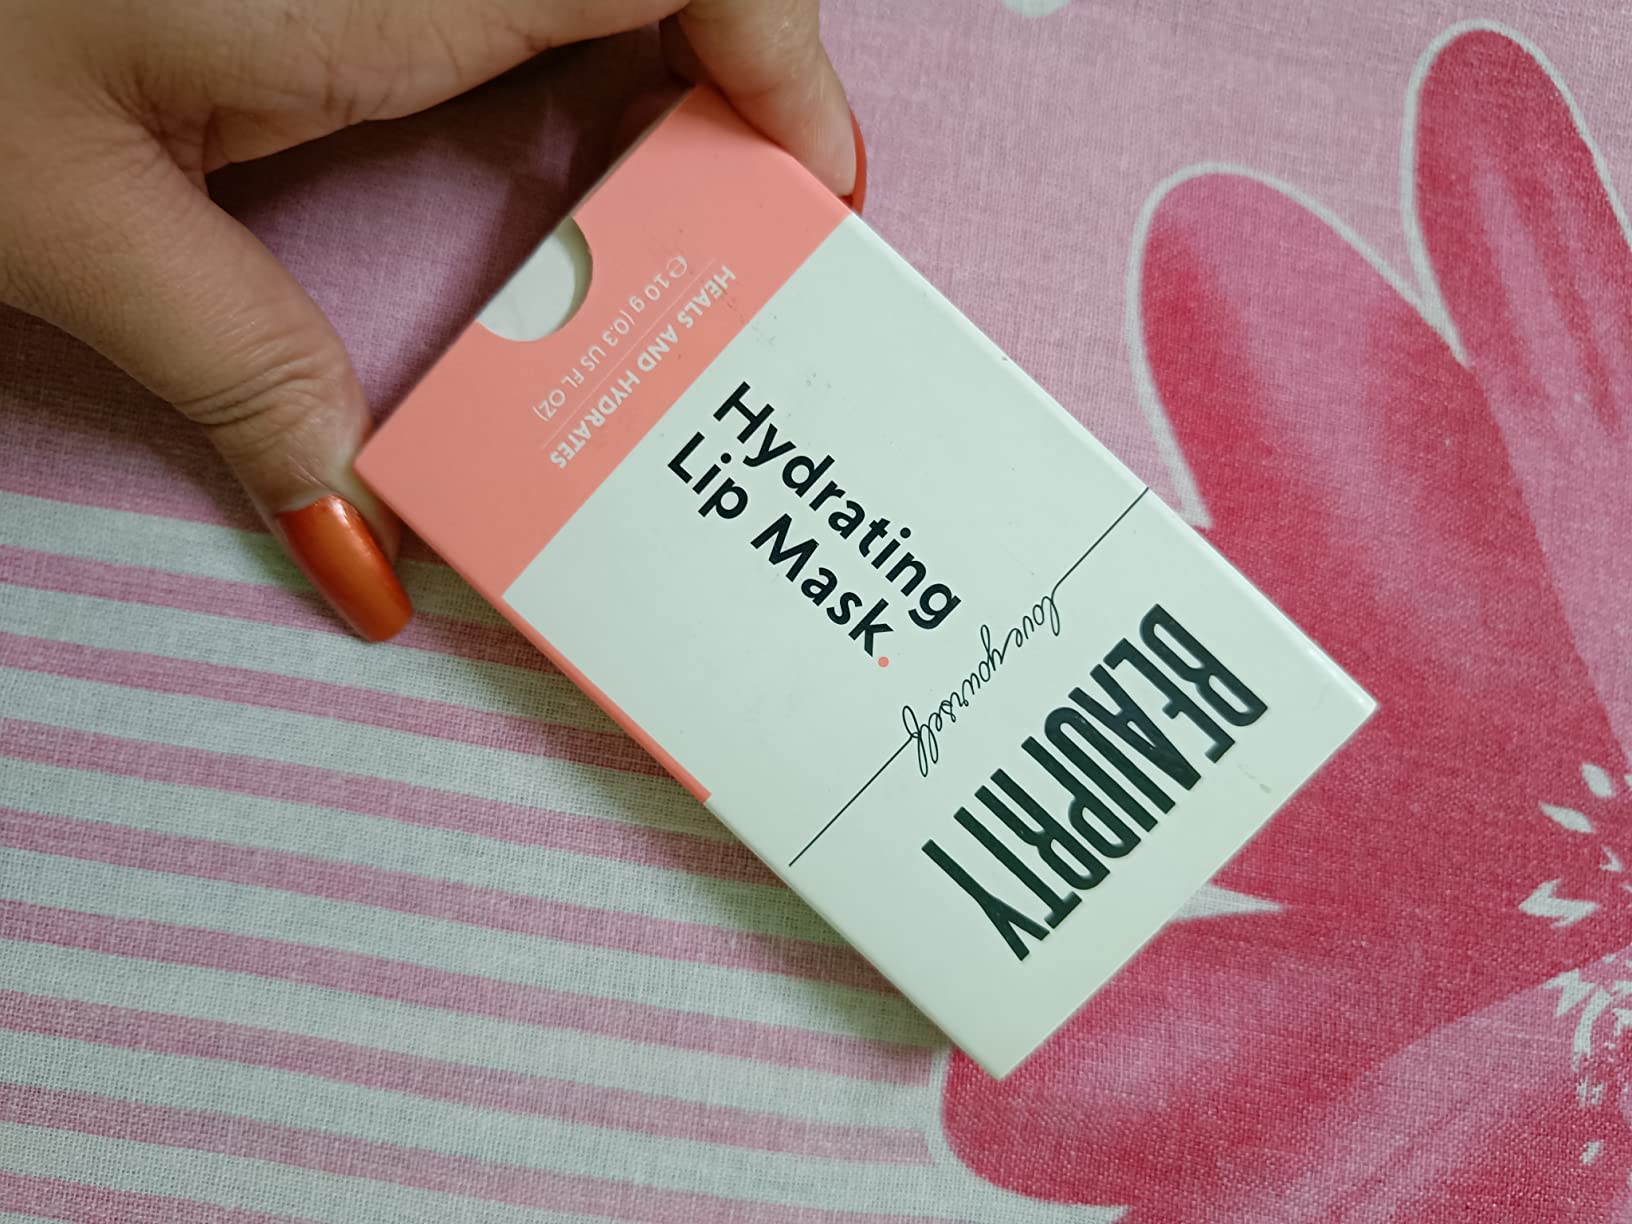 BEAUPRTY
love yourself
Hydrating
Lip Mask.
HEALS AND HYDRATES
℮10 g (0.3 US FL OZ)